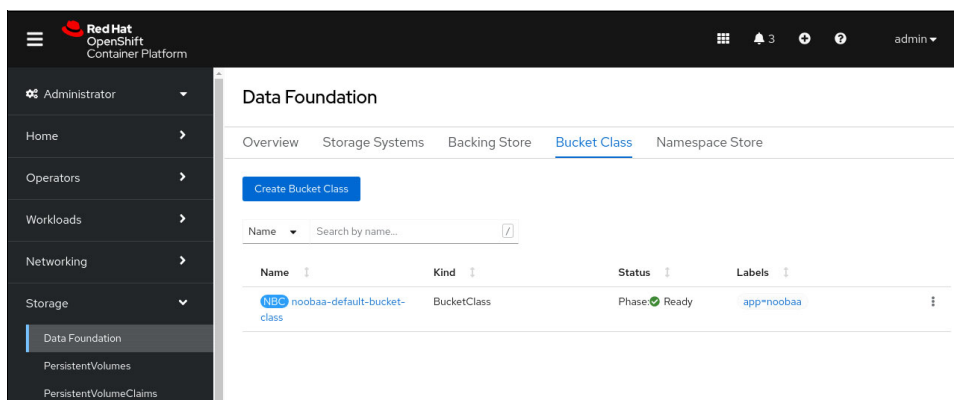 Red Hat
OpenShift
Container Platform
3
admin
Administrator
Home
Operators
Workloads
Networking
Storage
Data Foundation
PersistentVolumes
PersistentVolumeClaims
Data Foundation
Overview Storage Systems Backing Store Bucket Class Namespace Store
Create Bucket Class
Name Search by name... /
Name Kind Status Labels
NBC noobaa-default-bucket- BucketClass Phase: Ready app=noobaa
class